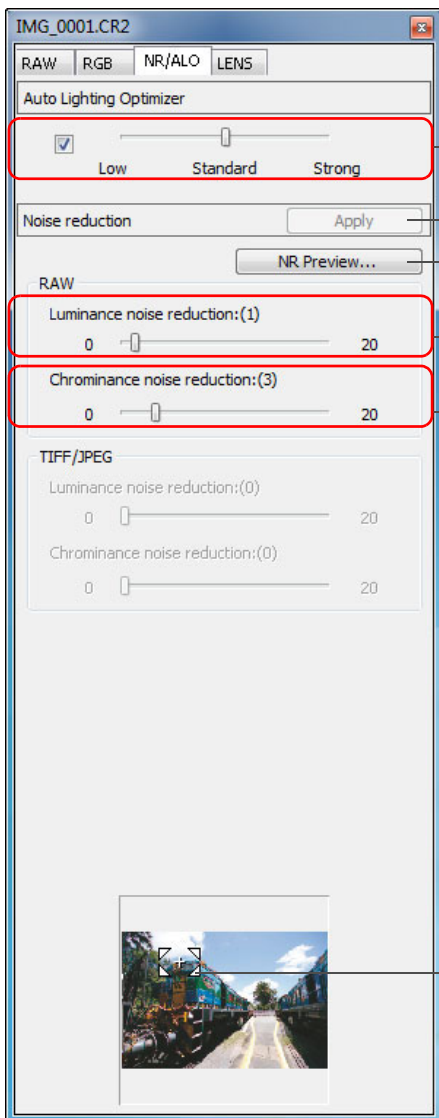 IMG_0001.CR2
RAW RGB NR/ALO LENS
Auto Lighting Optimizer
Low Standard Strong
Noise reduction Apply
NR Preview...
RAW
Luminance noise reduction:(1)
0 20
Chrominance noise reduction:(3)
0 20
TIFF/JPEG
Luminance noise reduction:(0)
0 20
Chrominance noise reduction:(0)
0 20